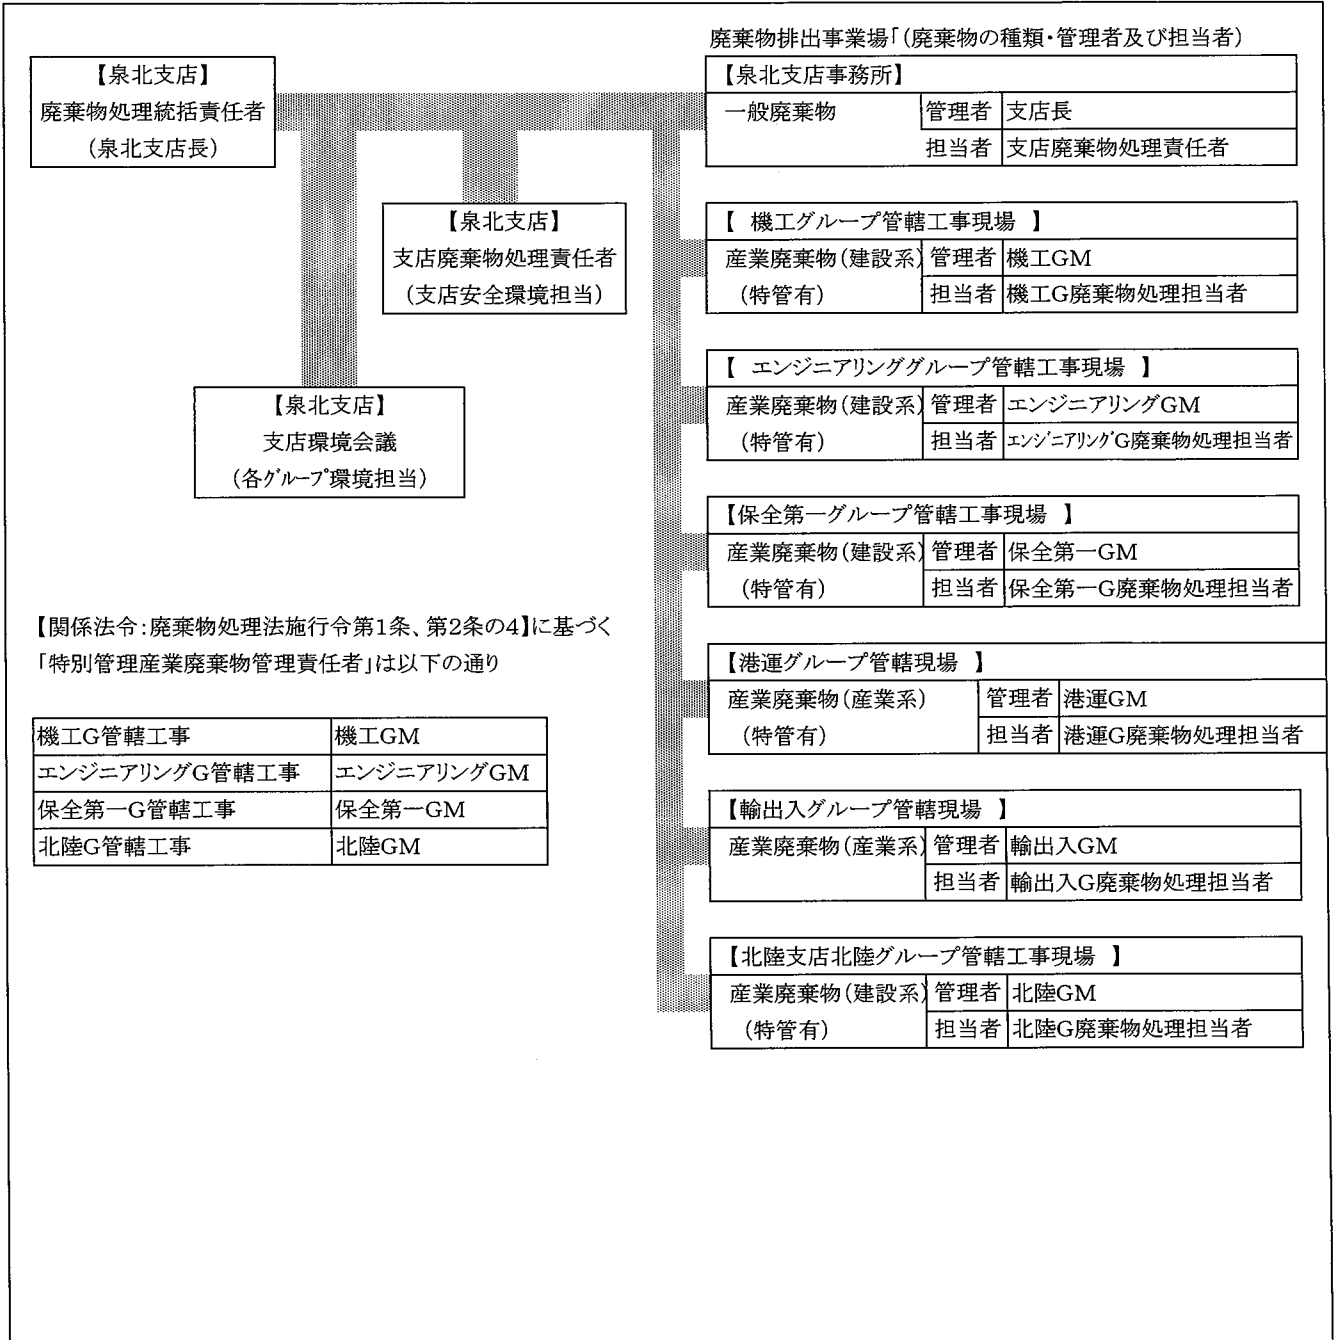 廃棄物排出事業場「(廃棄物の種類・管理者及び担当者)
【泉北支店】
廃棄物処理統括責任者
(泉北支店長)
【泉北支店事務所】
一般廃棄物 管理者 支店長
担当者 支店廃棄物処理責任者
【泉北支店】
支店廃棄物処理責任者
(支店安全環境担当)
【 機工グループ管轄工事現場 】
産業廃棄物(建設系) 管理者 機工GM
(特管有) 担当者 機工G廃棄物処理担当者
【 エンジニアリンググループ管轄工事現場 】
産業廃棄物(建設系) 管理者 エンジニアリングGM
(特管有) 担当者 エンジニアリングG廃棄物処理担当者
【泉北支店】
支店環境会議
(各グループ環境担当)
【保全第一グループ管轄工事現場 】
産業廃棄物(建設系) 管理者 保全第一GM
(特管有) 担当者 保全第一G廃棄物処理担当者
【関係法令:廃棄物処理法施行令第1条、第2条の4】に基づく
「特別管理産業廃棄物管理責任者」は以下の通り
機工G管轄工事 機工GM
エンジニアリングG管轄工事 エンジニアリングGM
保全第一G管轄工事 保全第一GM
北陸G管轄工事 北陸GM
【港運グループ管轄現場 】
産業廃棄物(産業系) 管理者 港運GM
(特管有) 担当者 港運G廃棄物処理担当者
【輸出入グループ管轄現場 】
産業廃棄物(産業系) 管理者 輸出入GM
担当者 輸出入G廃棄物処理担当者
【北陸支店北陸グループ管轄工事現場 】
産業廃棄物(建設系) 管理者 北陸GM
(特管有) 担当者 北陸G廃棄物処理担当者